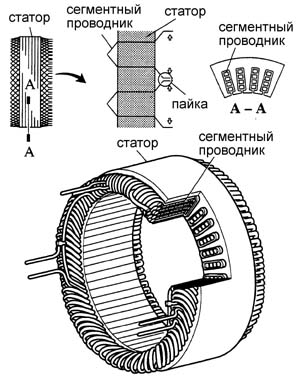 статор
сегментный
проводник
статор
сегментный
проводник
пайка
A
A
A – A
статор
сегментный
проводник